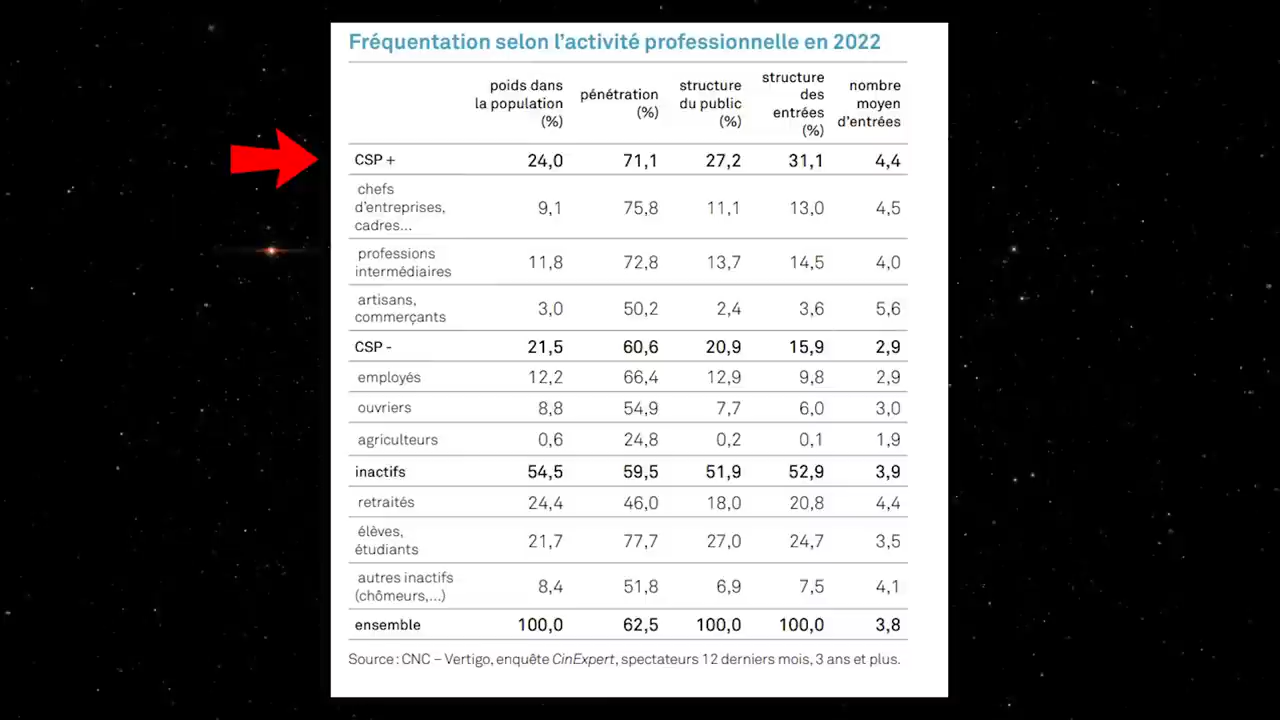 Fréquentation selon l'activité professionnelle en 2022
poids dans la population (%) pénétration (%) structure du public (%) structure des entrées (%) nombre moyen d'entrées
CSP + 24,0 71,1 27,2 31,1 4,4
chefs d'entreprises, cadres... 9,1 75,8 11,1 13,0 4,5
professions intermédiaires 11,8 72,8 13,7 14,5 4,0
artisans, commerçants 3,0 50,2 2,4 3,6 5,6
CSP - 21,5 60,6 20,9 15,9 2,9
employés 12,2 66,4 12,9 9,8 2,9
ouvriers 8,8 54,9 7,7 6,0 3,0
agriculteurs 0,6 24,8 0,2 0,1 1,9
inactifs 54,5 59,5 51,9 52,9 3,9
retraités 24,4 46,0 18,0 20,8 4,4
élèves, étudiants 21,7 77,7 27,0 24,7 3,5
autres inactifs (chômeurs,...) 8,4 51,8 6,9 7,5 4,1
ensemble 100,0 62,5 100,0 100,0 3,8
Source : CNC – Vertigo, enquête CinExpert, spectateurs 12 derniers mois, 3 ans et plus.